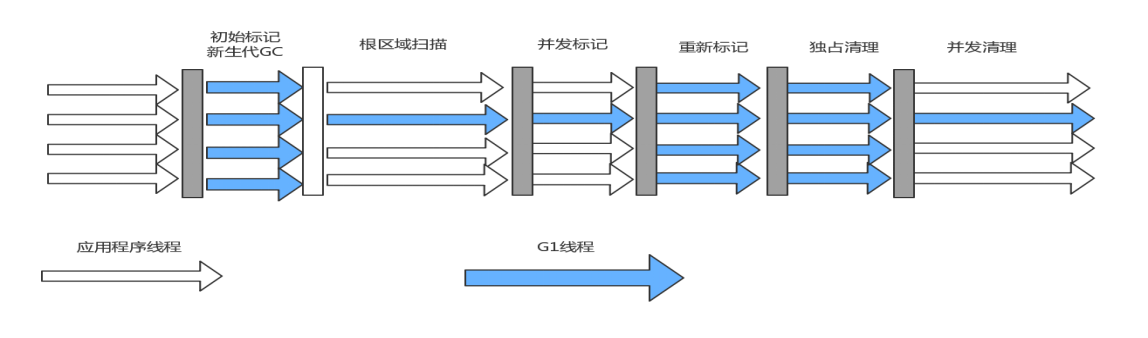 初始标记
新生代GC
根区域扫描
并发标记
重新标记
独占清理
并发清理
应用程序线程
G1线程